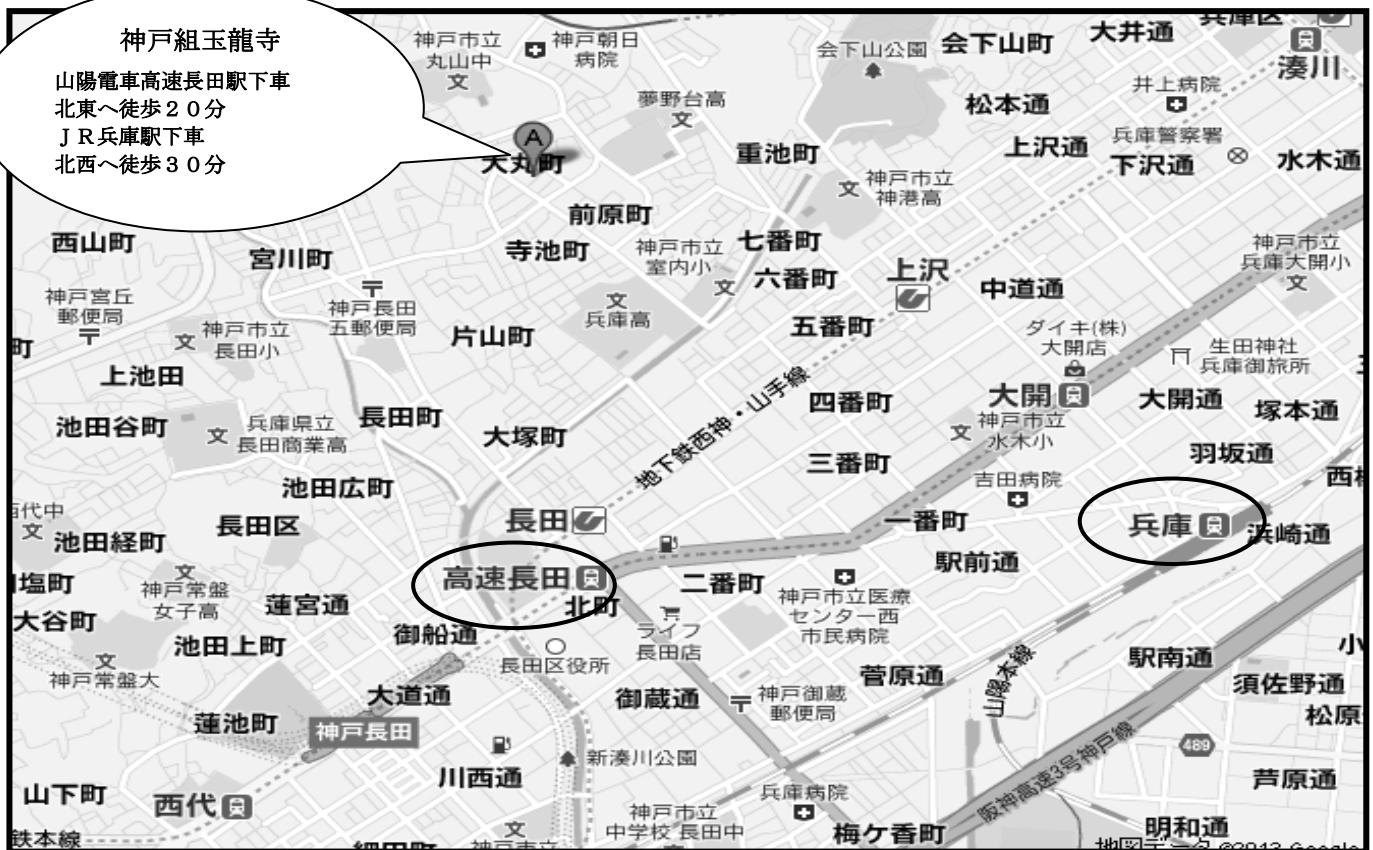 神戸組玉龍寺
山陽電車高速長田駅下車
北東へ徒歩２０分
ＪＲ兵庫駅下車
北西へ徒歩３０分
神戸市立
丸山中
神戸朝日
病院
会下山公園
会下山町
大井通
兵庫区
湊川
夢野台高
松本通
井上病院
A
大丸町
重池町
上沢通
兵庫警察署
下沢通
水木通
神戸市立
神港高
前原町
西山町
宮川町
寺池町
神戸市立
室内小
七番町
六番町
上沢
中道通
神戸市立
兵庫大開小
神戸宮丘
郵便局
神戸市立
長田小
神戸長田
五郵便局
兵庫高
片山町
五番町
ダイキ(株)
大開店
生田神社
兵庫御旅所
町
上池田
地下鉄西神・山手線
四番町
大開
大開通
塚本通
池田谷町
兵庫県立
長田商業高
長田町
大塚町
神戸市立
水木小
三番町
羽坂通
池田広町
吉田病院
西代中
池田経町
長田区
長田
一番町
兵庫
浜崎通
高速長田
駅前通
塩町
大谷町
神戸常盤
女子高
蓮宮通
北町
二番町
神戸市立医療
センター西
市民病院
池田上町
御船通
長田区役所
ライフ
長田店
神戸常盤大
大道通
御蔵通
神戸御蔵
郵便局
菅原通
山陽本線
駅南通
須佐野通
松原
蓮池町
神戸長田
新湊川公園
489
山下町
西代
川西通
兵庫病院
阪神高速3号神戸線
芦原通
鉄本線
神戸市立
中学校 長田中
梅ケ香町
明和通
地図データ ©2013 Google